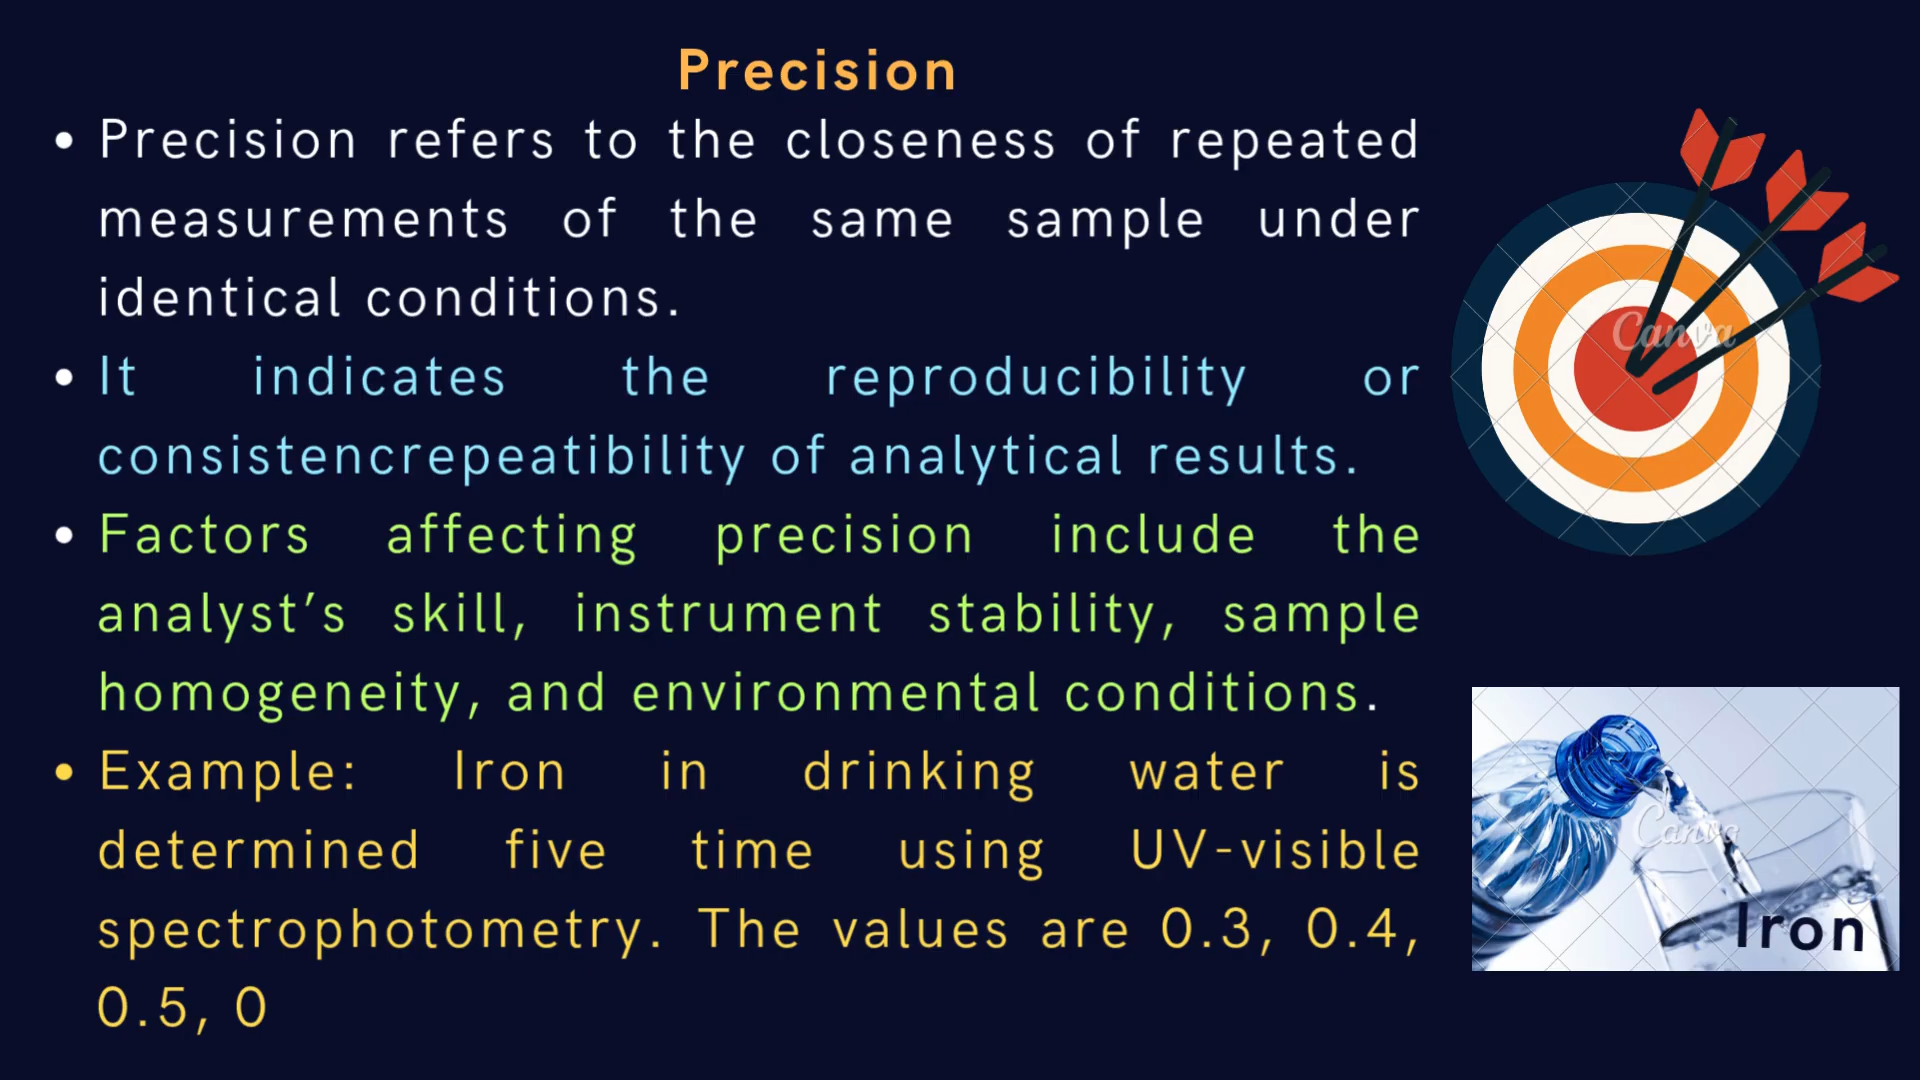 Precision
• Precision refers to the closeness of repeated
measurements of the same sample under
identical conditions.
• It indicates the reproducibility or
consistencrepeatibility of analytical results.
• Factors affecting precision include the
analyst’s skill, instrument stability, sample
homogeneity, and environmental conditions.
• Example: Iron in drinking water is
determined five time using UV-visible
spectrophotometry. The values are 0.3, 0.4,
0.5, 0
Canva
Canva
Iron